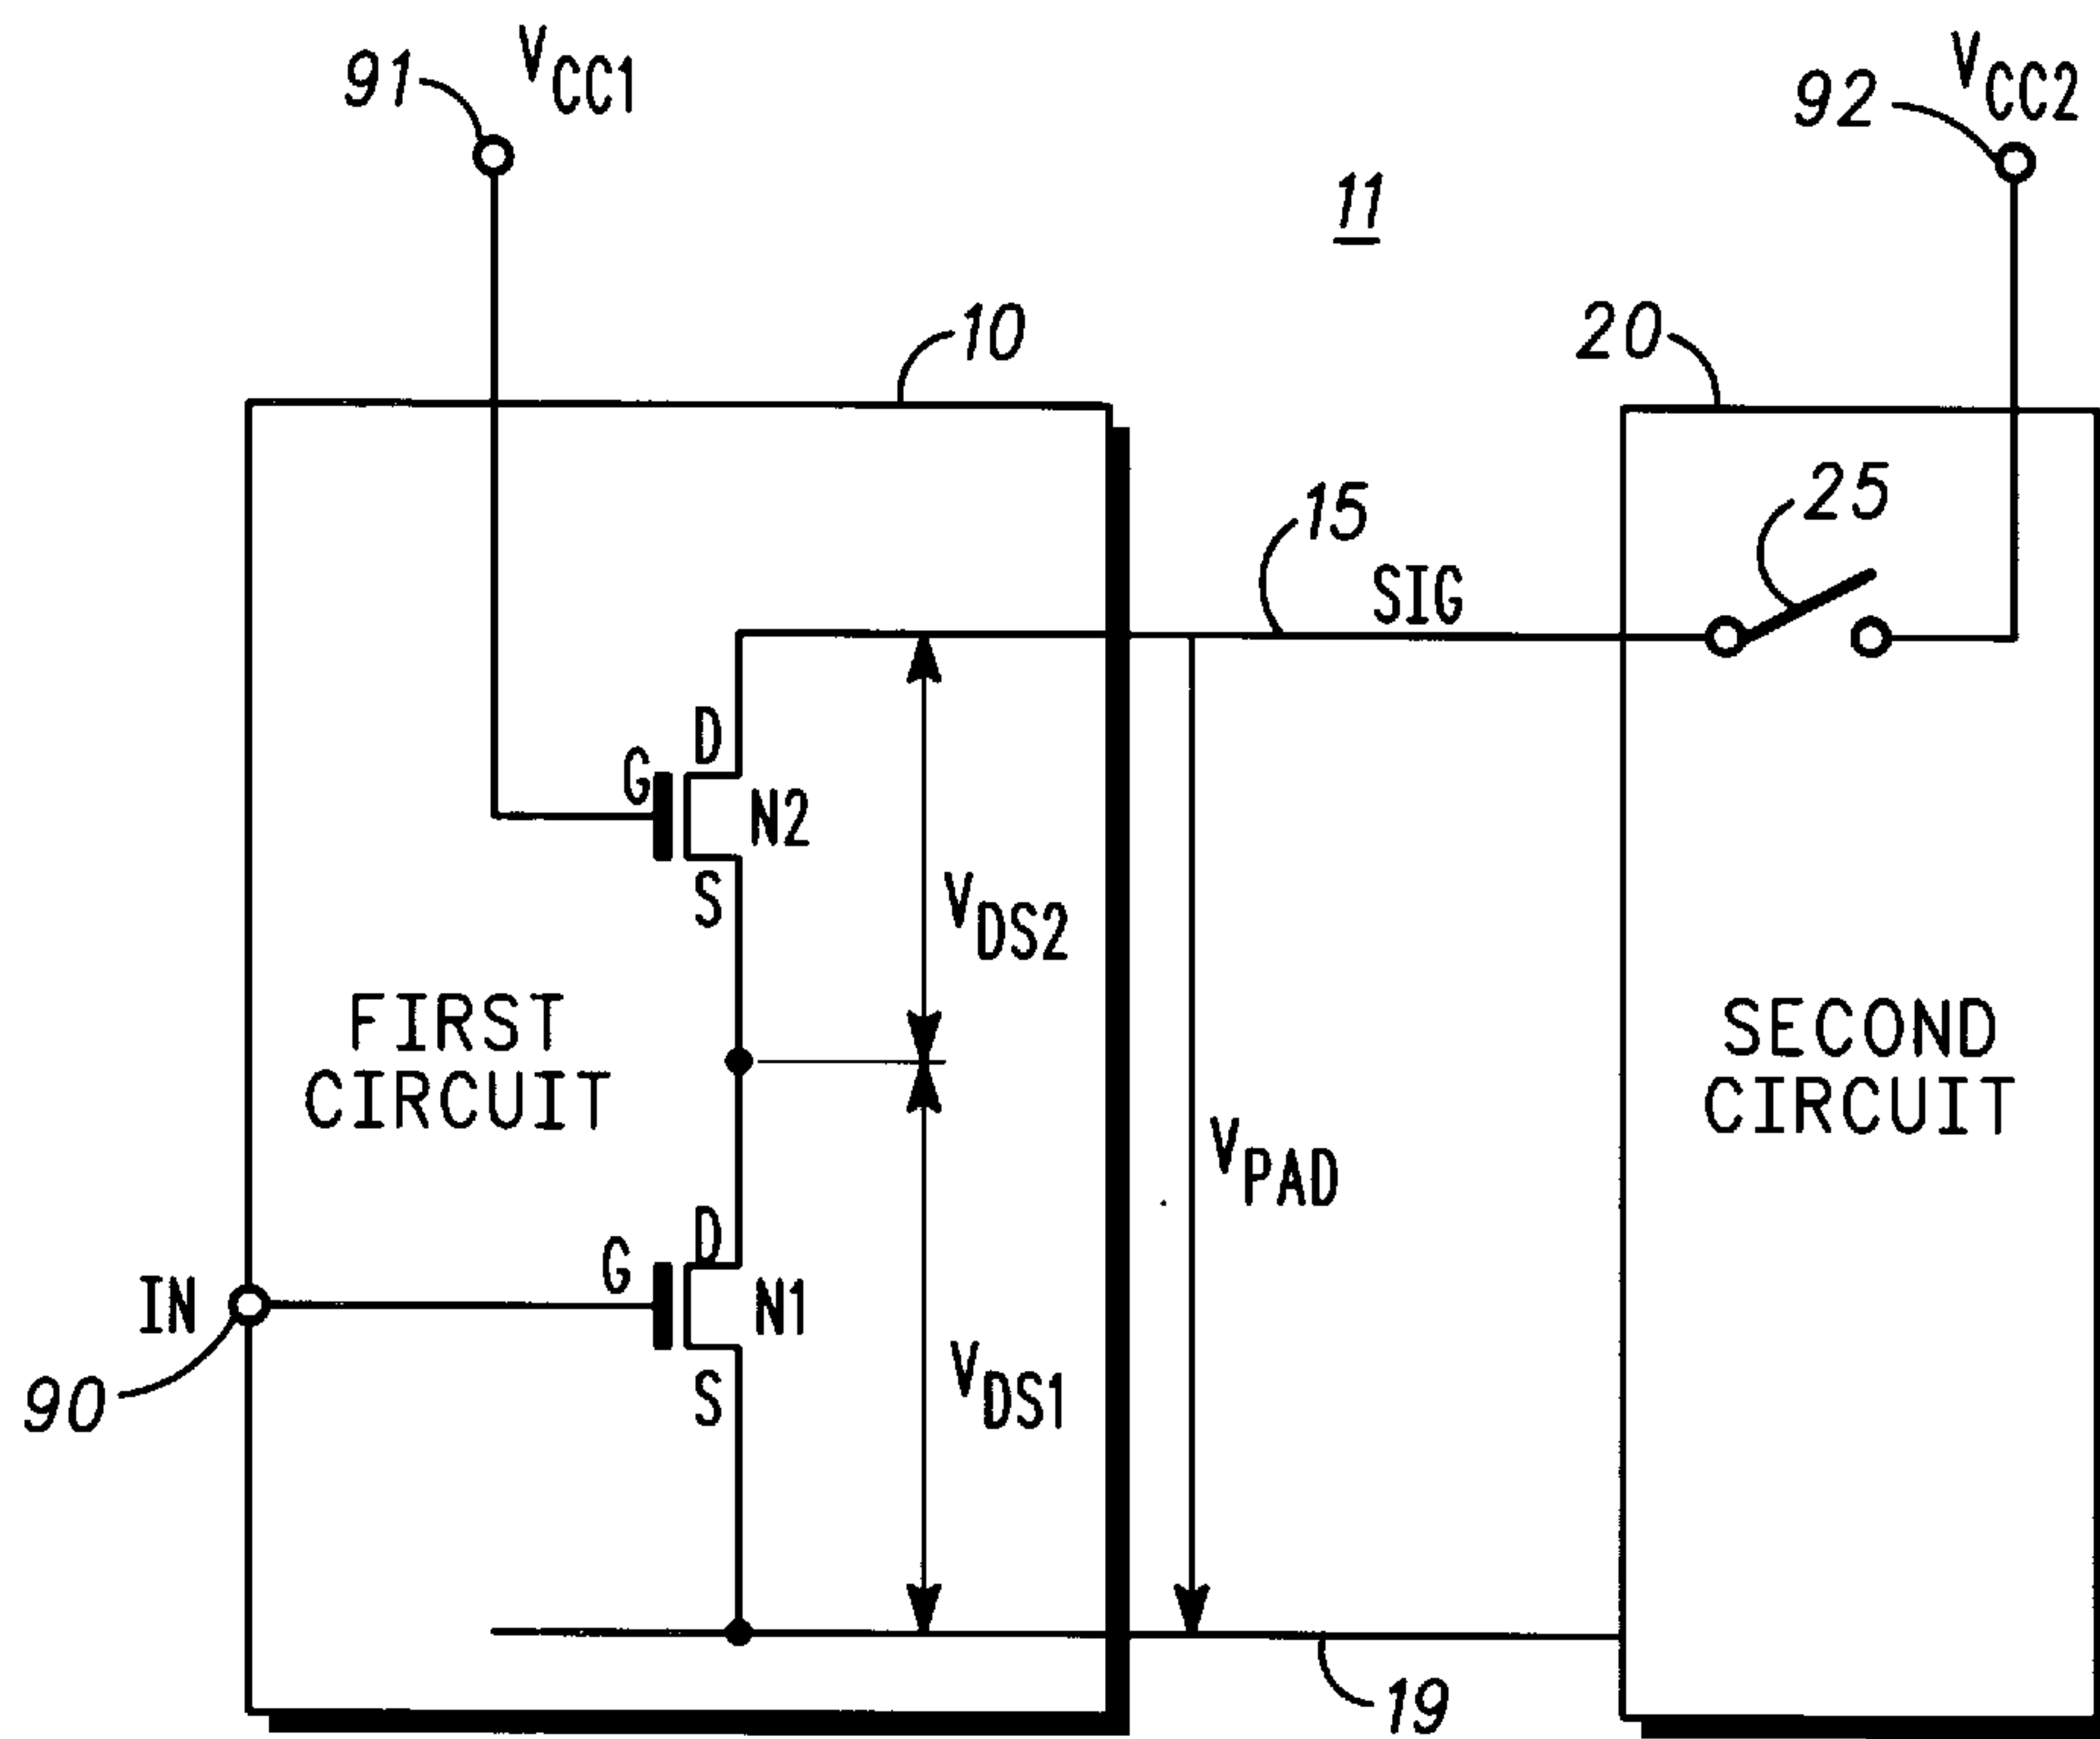 91
VCC1
92
VCC2
11
10
20
15
SIG
25
D
G
N2
S
VDS2
FIRST
CIRCUIT
SECOND
CIRCUIT
VPAD
D
G
IN
N1
90
S
VDS1
19